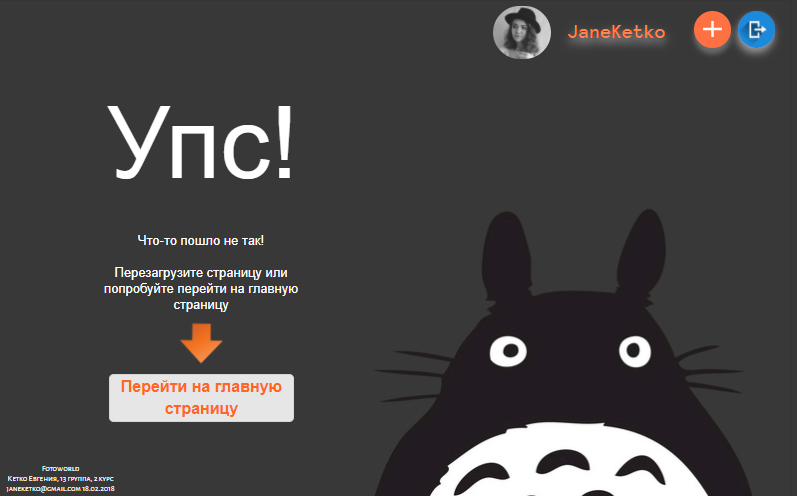 JaneKetko
Упс!
Что-то пошло не так!
Перезагрузите страницу или
попробуйте перейти на главную
страницу
Перейти на главную
страницу
Fotoworld
Кетко Евгения, 13 группа, 2 курс
janeketko@gmail.com 18.02.2018